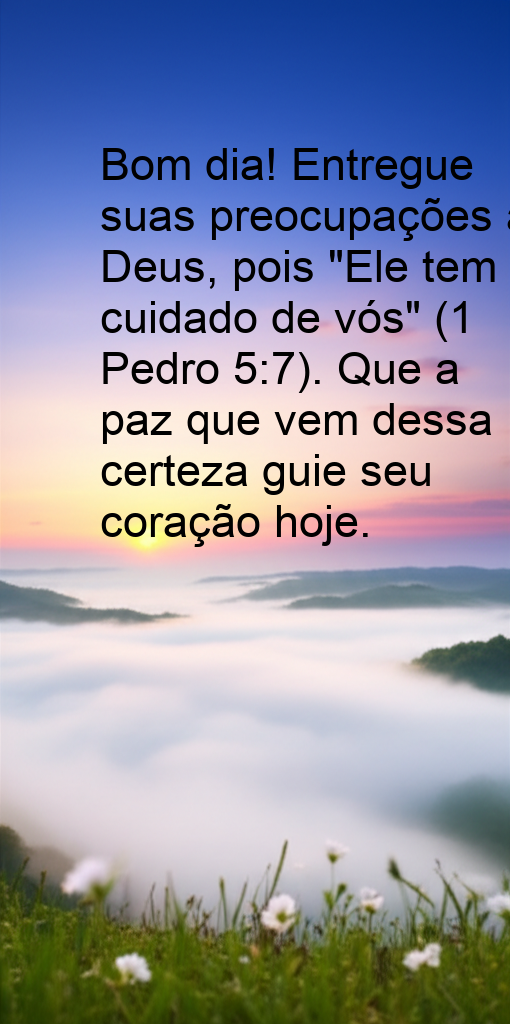 Bom dia! Entregue
suas preocupações a
Deus, pois "Ele tem
cuidado de vós" (1
Pedro 5:7). Que a
paz que vem dessa
certeza guie seu
coração hoje.